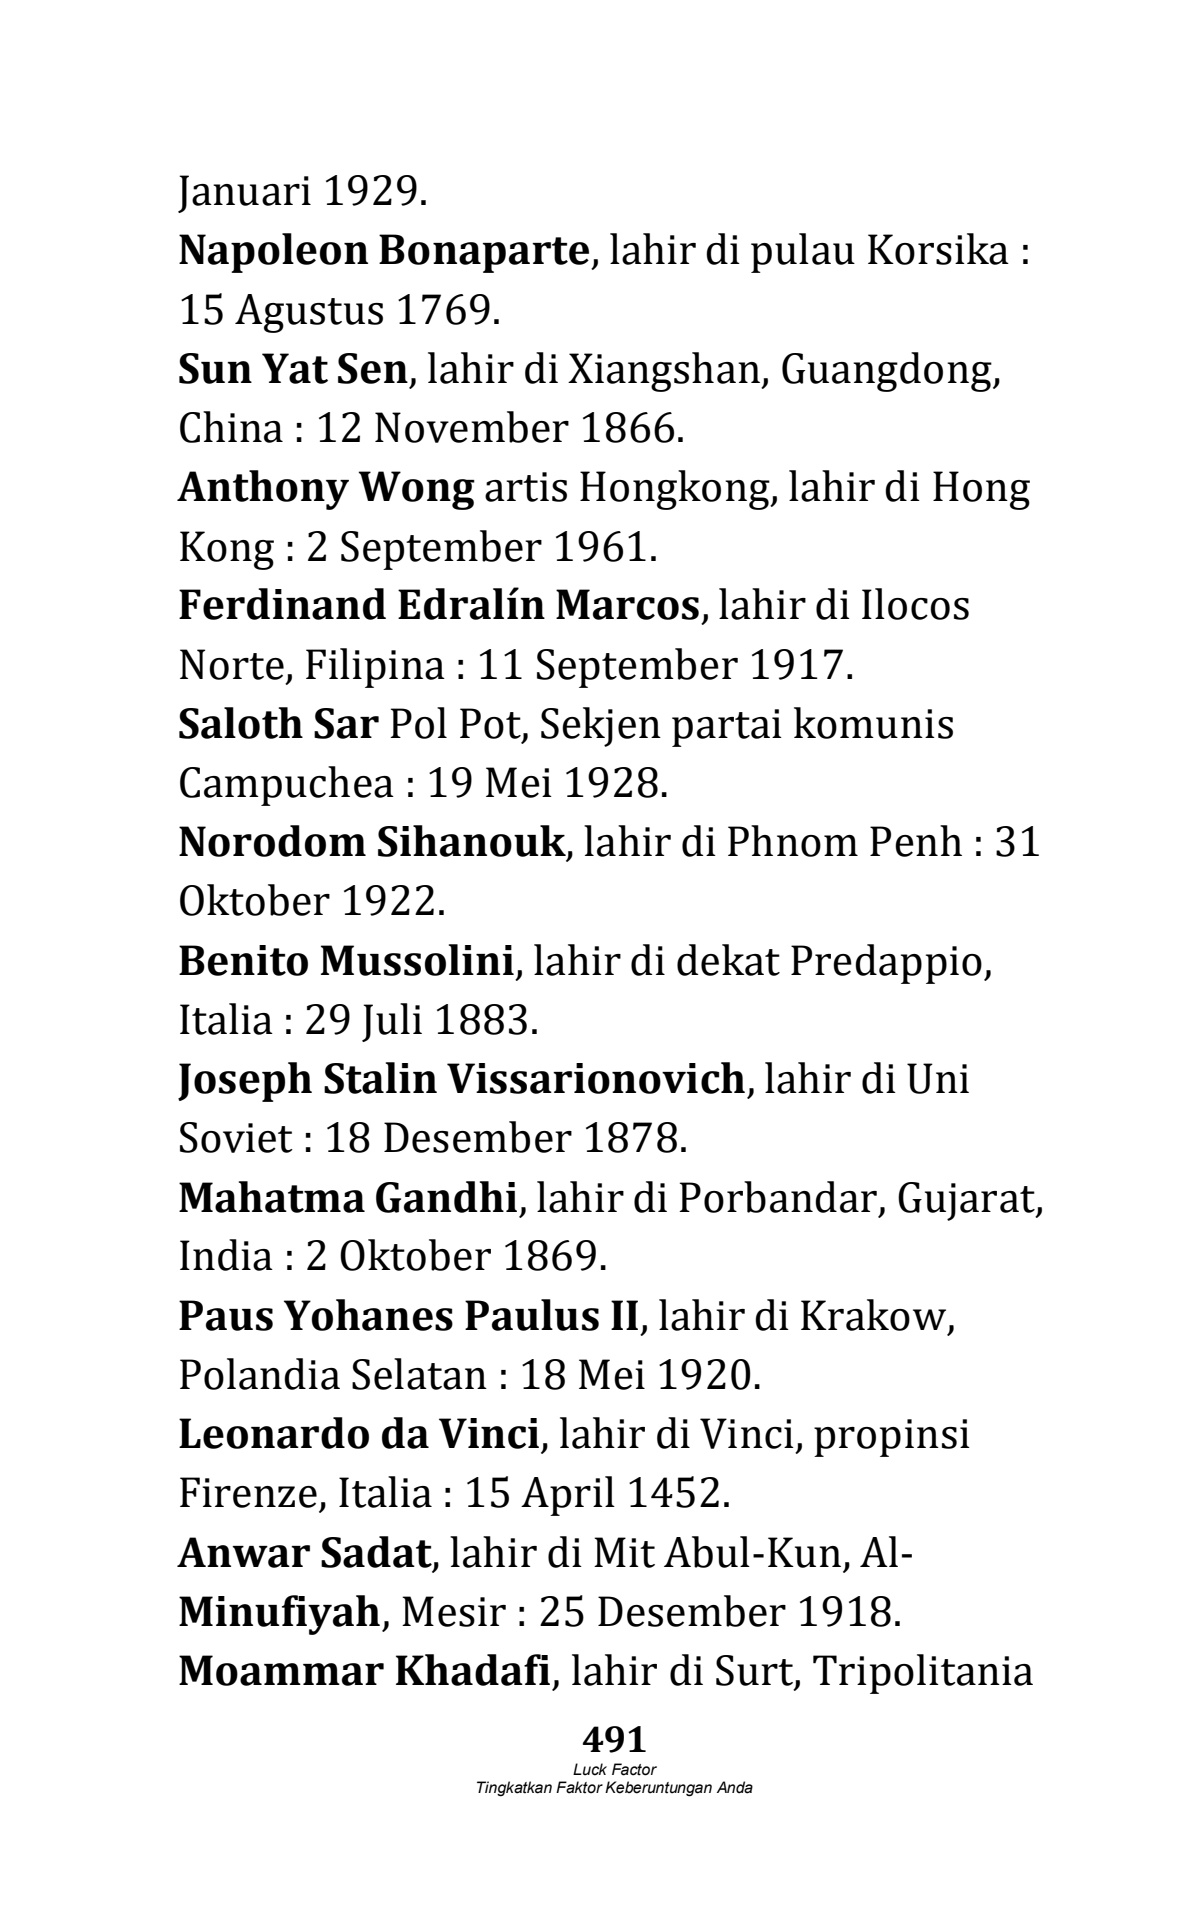 Januari 1929.
Napoleon Bonaparte, lahir di pulau Korsika :
15 Agustus 1769.
Sun Yat Sen, lahir di Xiangshan, Guangdong,
China : 12 November 1866.
Anthony Wong artis Hongkong, lahir di Hong
Kong : 2 September 1961.
Ferdinand Edralín Marcos, lahir di Ilocos
Norte, Filipina : 11 September 1917.
Saloth Sar Pol Pot, Sekjen partai komunis
Campuchea : 19 Mei 1928.
Norodom Sihanouk, lahir di Phnom Penh : 31
Oktober 1922.
Benito Mussolini, lahir di dekat Predappio,
Italia : 29 Juli 1883.
Joseph Stalin Vissarionovich, lahir di Uni
Soviet : 18 Desember 1878.
Mahatma Gandhi, lahir di Porbandar, Gujarat,
India : 2 Oktober 1869.
Paus Yohanes Paulus II, lahir di Krakow,
Polandia Selatan : 18 Mei 1920.
Leonardo da Vinci, lahir di Vinci, propinsi
Firenze, Italia : 15 April 1452.
Anwar Sadat, lahir di Mit Abul-Kun, Al-
Minufiyah, Mesir : 25 Desember 1918.
Moammar Khadafi, lahir di Surt, Tripolitania
491
Luck Factor
Tingkatkan Faktor Keberuntungan Anda